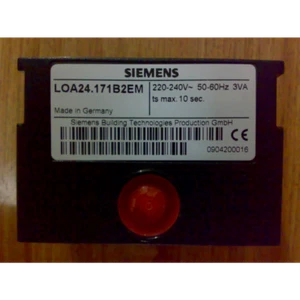 SIEMENS
LOA24.171B2EM
220-240V~ 50-60Hz 3VA
ts max. 10 sec.
Made in Germany
Siemens Building Technologies Production GmbH
CE
0904200016